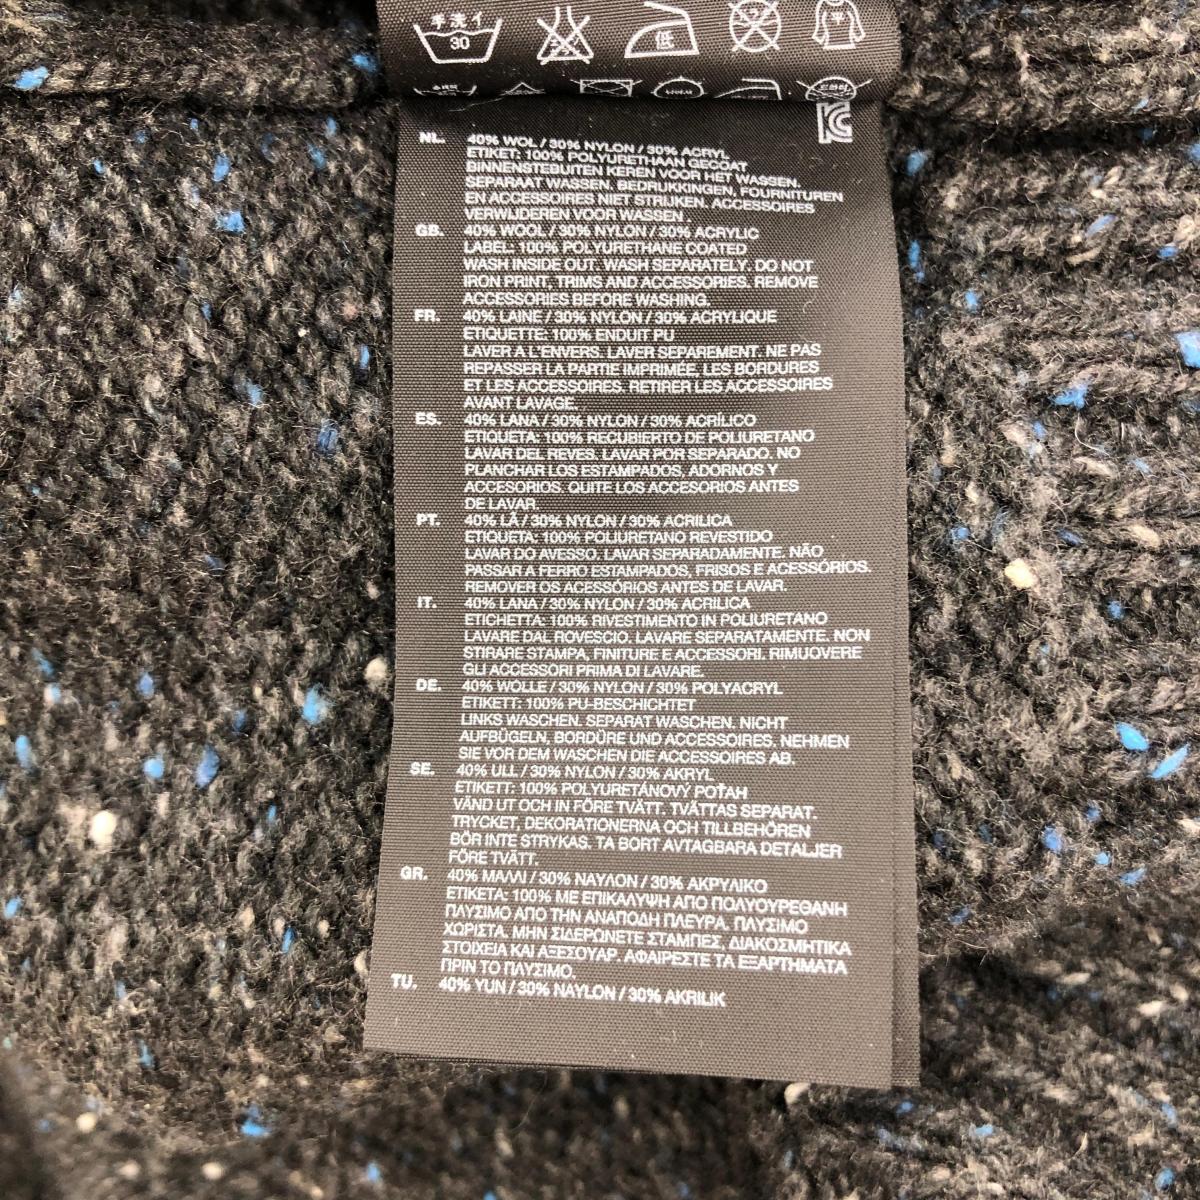 手洗イ
30
低
平
NL. 40% WOL / 30% NYLON / 30% ACRYL
ETIKET: 100% POLYURETHAAN GECOAT
BINNENSTEBUITEN KEREN VOOR HET WASSEN.
SEPARAAT WASSEN. BEDRUKKINGEN, FOURNITUREN
EN ACCESSOIRES NIET STRIJKEN. ACCESSOIRES
VERWIJDEREN VOOR WASSEN .
GB. 40% WOOL / 30% NYLON / 30% ACRYLIC
LABEL: 100% POLYURETHANE COATED
WASH INSIDE OUT. WASH SEPARATELY. DO NOT
IRON PRINT, TRIMS AND ACCESSORIES. REMOVE
ACCESSORIES BEFORE WASHING.
FR. 40% LAINE / 30% NYLON / 30% ACRYLIQUE
ETIQUETTE: 100% ENDUIT PU
LAVER A L'ENVERS. LAVER SEPAREMENT. NE PAS
REPASSER LA PARTIE IMPRIMÉE, LES BORDURES
ET LES ACCESSOIRES. RETIRER LES ACCESSOIRES
AVANT LAVAGE.
ES. 40% LANA / 30% NYLON / 30% ACRÍLICO
ETIQUETA: 100% RECUBIERTO DE POLIURETANO
LAVAR DEL REVES. LAVAR POR SEPARADO. NO
PLANCHAR LOS ESTAMPADOS, ADORNOS Y
ACCESORIOS. QUITE LOS ACCESORIOS ANTES
DE LAVAR.
PT. 40% LÃ / 30% NYLON / 30% ACRILICA
ETIQUETA: 100% POLIURETANO REVESTIDO
LAVAR DO AVESSO. LAVAR SEPARADAMENTE. NÃO
PASSAR A FERRO ESTAMPADOS, FRISOS E ACESSÓRIOS.
REMOVER OS ACESSÓRIOS ANTES DE LAVAR.
IT. 40% LANA / 30% NYLON / 30% ACRILICA
ETICHETTA: 100% RIVESTIMENTO IN POLIURETANO
LAVARE DAL ROVESCIO. LAVARE SEPARATAMENTE. NON
STIRARE STAMPA, FINITURE E ACCESSORI. RIMUOVERE
GLI ACCESSORI PRIMA DI LAVARE.
DE. 40% WOLLE / 30% NYLON / 30% POLYACRYL
ETIKETT: 100% PU-BESCHICHTET
LINKS WASCHEN. SEPARAT WASCHEN. NICHT
AUFBÜGELN, BORDÜRE UND ACCESSOIRES. NEHMEN
SIE VOR DEM WASCHEN DIE ACCESSOIRES AB.
SE. 40% ULL / 30% NYLON / 30% AKRYL
ETIKETT: 100% POLYURETÁNOVÝ POŤAH
VÄND UT OCH IN FÖRE TVÄTT. TVÄTTAS SEPARAT.
TRYCKET, DEKORATIONERNA OCH TILLBEHÖREN
BÖR INTE STRYKAS. TA BORT AVTAGBARA DETALJER
FÖRE TVÄTT.
GR. 40% ΜΑΛΛΙ / 30% ΝΑΥΛΟΝ / 30% ΑΚΡΥΛΙΚΟ
ΕΤΙΚΕΤΑ: 100% ΜΕ ΕΠΙΚΑΛΥΨΗ ΑΠΟ ΠΟΛΥΟΥΡΕΘΑΝΗ
ΠΛΥΣΙΜΟ ΑΠΟ ΤΗΝ ΑΝΑΠΟΔΗ ΠΛΕΥΡΑ. ΠΛΥΣΙΜΟ
ΧΩΡΙΣΤΑ. ΜΗΝ ΣΙΔΕΡΩΝΕΤΕ ΣΤΑΜΠΕΣ, ΔΙΑΚΟΣΜΗΤΙΚΑ
ΣΤΟΙΧΕΙΑ ΚΑΙ ΑΞΕΣΟΥΑΡ. ΑΦΑΙΡΕΣΤΕ ΤΑ ΕΞΑΡΤΗΜΑΤΑ
ΠΡΙΝ ΤΟ ΠΛΥΣΙΜΟ.
TU. 40% YUN / 30% NAYLON / 30% AKRILIK